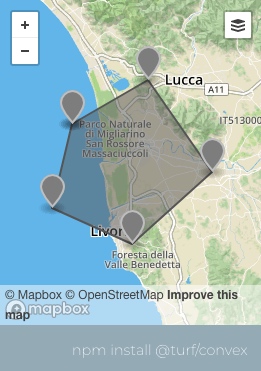 +
−
Lucca
A11
IT513000
Parco Naturale
di Migliarino
San Rossore
Massaciuccoli
Livor
Foresta della
Valle Benedetta
© Mapbox © OpenStreetMap Improve this
map
mapbox
npm install @turf/convex